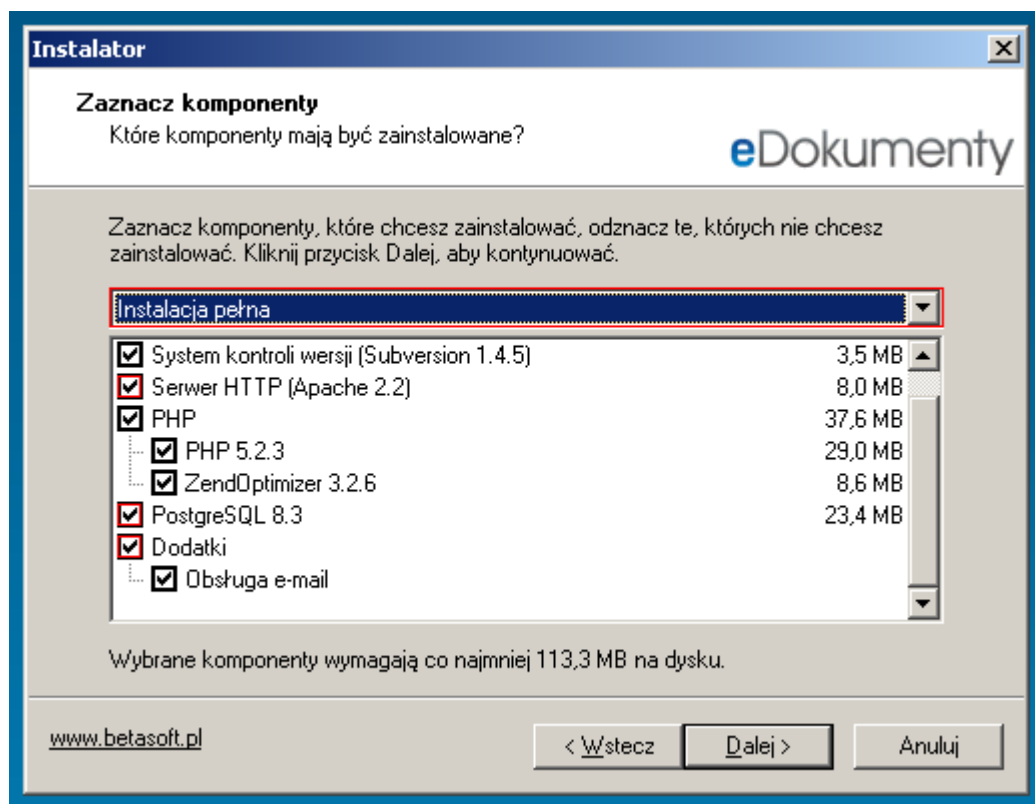 Instalator
Zaznacz komponenty
Które komponenty mają być zainstalowane?
eDokumenty
Zaznacz komponenty, które chcesz zainstalować, odznacz te, których nie chcesz
zainstalować. Kliknij przycisk Dalej, aby kontynuować.
Instalacja pełna
System kontroli wersji (Subversion 1.4.5) 3,5 MB
Serwer HTTP (Apache 2.2) 8,0 MB
PHP 37,6 MB
PHP 5.2.3 29,0 MB
ZendOptimizer 3.2.6 8,6 MB
PostgreSQL 8.3 23,4 MB
Dodatki
Obsługa e-mail
Wybrane komponenty wymagają co najmniej 113,3 MB na dysku.
www.betasoft.pl < Wstecz Dalej > Anuluj